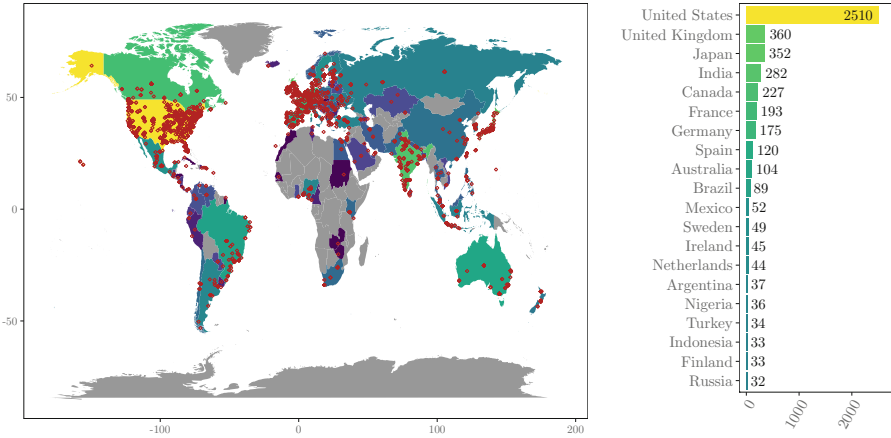 50
0
-50
-100
0
100
200
United States 2510
United Kingdom 360
Japan 352
India 282
Canada 227
France 193
Germany 175
Spain 120
Australia 104
Brazil 89
Mexico 52
Sweden 49
Ireland 45
Netherlands 44
Argentina 37
Nigeria 36
Turkey 34
Indonesia 33
Finland 33
Russia 32
0
1000
2000